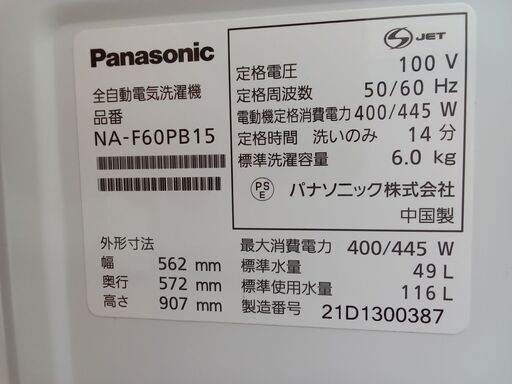 Panasonic
全自動電気洗濯機
品番
NA-F60PB15
外形寸法
幅 562 mm
奥行 572 mm
高さ 907 mm
S JET
定格電圧 100 V
定格周波数 50/60 Hz
電動機定格消費電力 400/445 W
定格時間 洗いのみ 14 分
標準洗濯容量 6.0 kg
PS
E
パナソニック株式会社
中国製
最大消費電力 400/445 W
標準水量 49 L
標準使用水量 116 L
製造番号 21D1300387